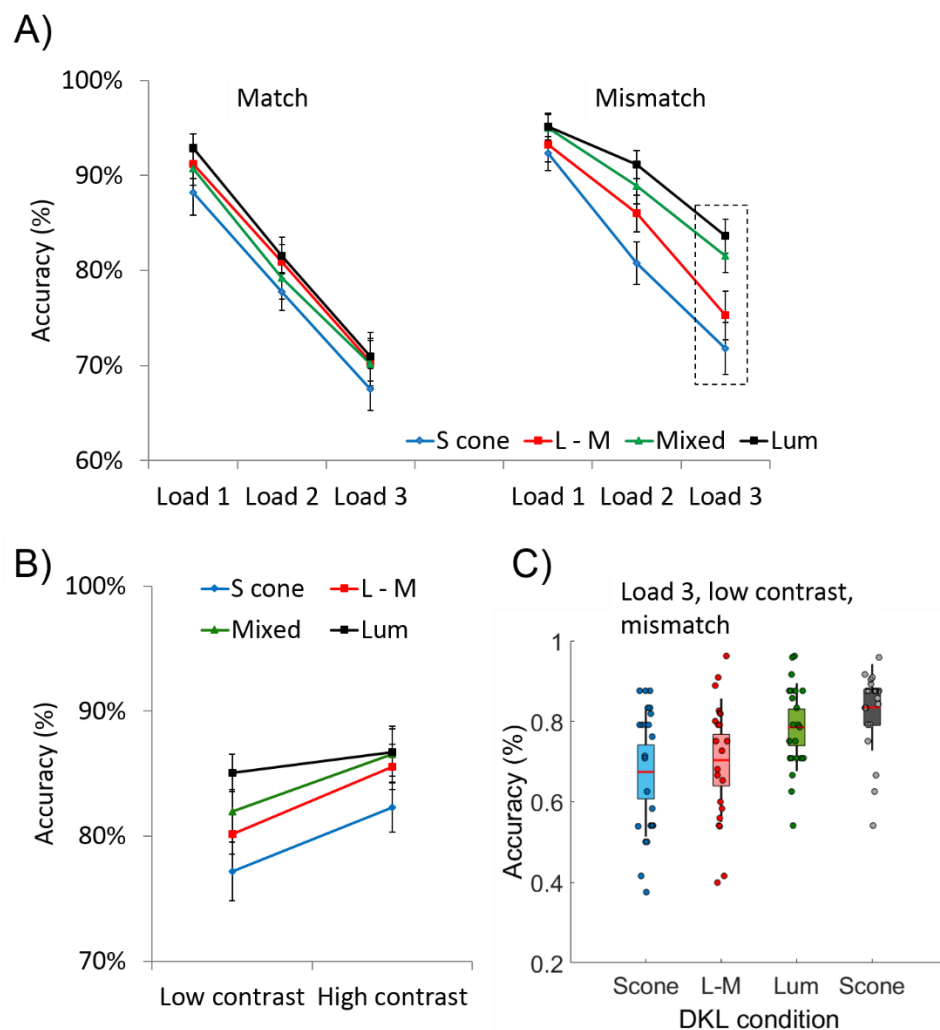 A)
100%
90%
80%
70%
60%
Accuracy (%)
Match
Mismatch
S cone L - M Mixed Lum
Load 1 Load 2 Load 3 Load 1 Load 2 Load 3
B)
100%
90%
80%
70%
Accuracy (%)
S cone L - M
Mixed Lum
Low contrast High contrast
C)
Load 3, low contrast,
mismatch
1
0.8
0.6
0.4
0.2
Accuracy (%)
Scone L-M Lum Scone
DKL condition